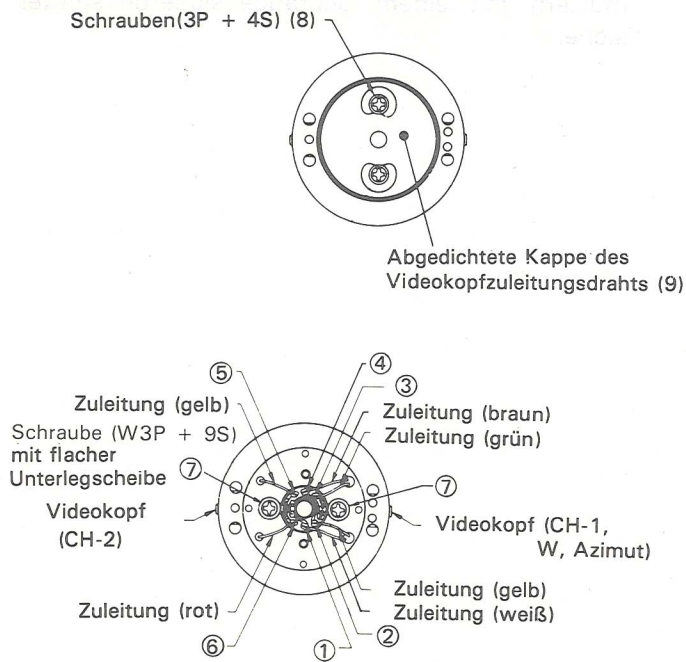 Schrauben(3P + 4S) (8)
Abgedichtete Kappe des
Videokopfzuleitungsdrahts (9)
④
⑤
③
Zuleitung (gelb)
Zuleitung (braun)
Schraube (W3P + 9S)
mit flacher
Unterlegscheibe
Zuleitung (grün)
⑦
⑦
Videokopf
(CH-2)
Videokopf (CH-1,
W, Azimut)
Zuleitung (gelb)
Zuleitung (rot)
Zuleitung (weiß)
⑥
①
②